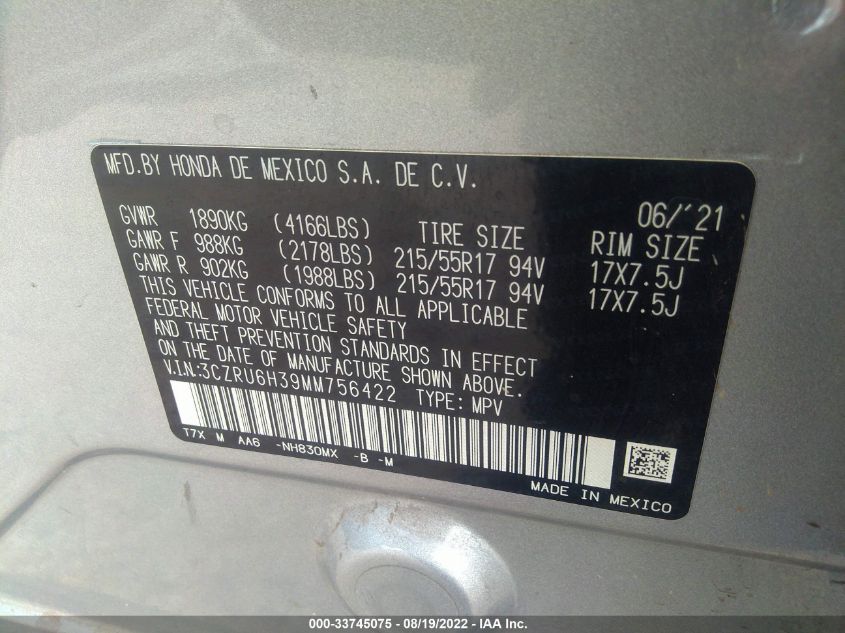 MFD.BY HONDA DE MEXICO S.A. DE C.V.
06/'21
GVWR 1890KG (4166LBS) TIRE SIZE RIM SIZE
GAWR F 988KG (2178LBS) 215/55R17 94V 17X7.5J
GAWR R 902KG (1988LBS) 215/55R17 94V 17X7.5J
THIS VEHICLE CONFORMS TO ALL APPLICABLE
FEDERAL MOTOR VEHICLE SAFETY
AND THEFT PREVENTION STANDARDS IN EFFECT
ON THE DATE OF MANUFACTURE SHOWN ABOVE.
V.I.N:3CZRU6H39MM756422 TYPE: MPV
T7X M AA6 -NH830MX -B -M
MADE IN MEXICO
000-33745075 - 08/19/2022 - IAA Inc.